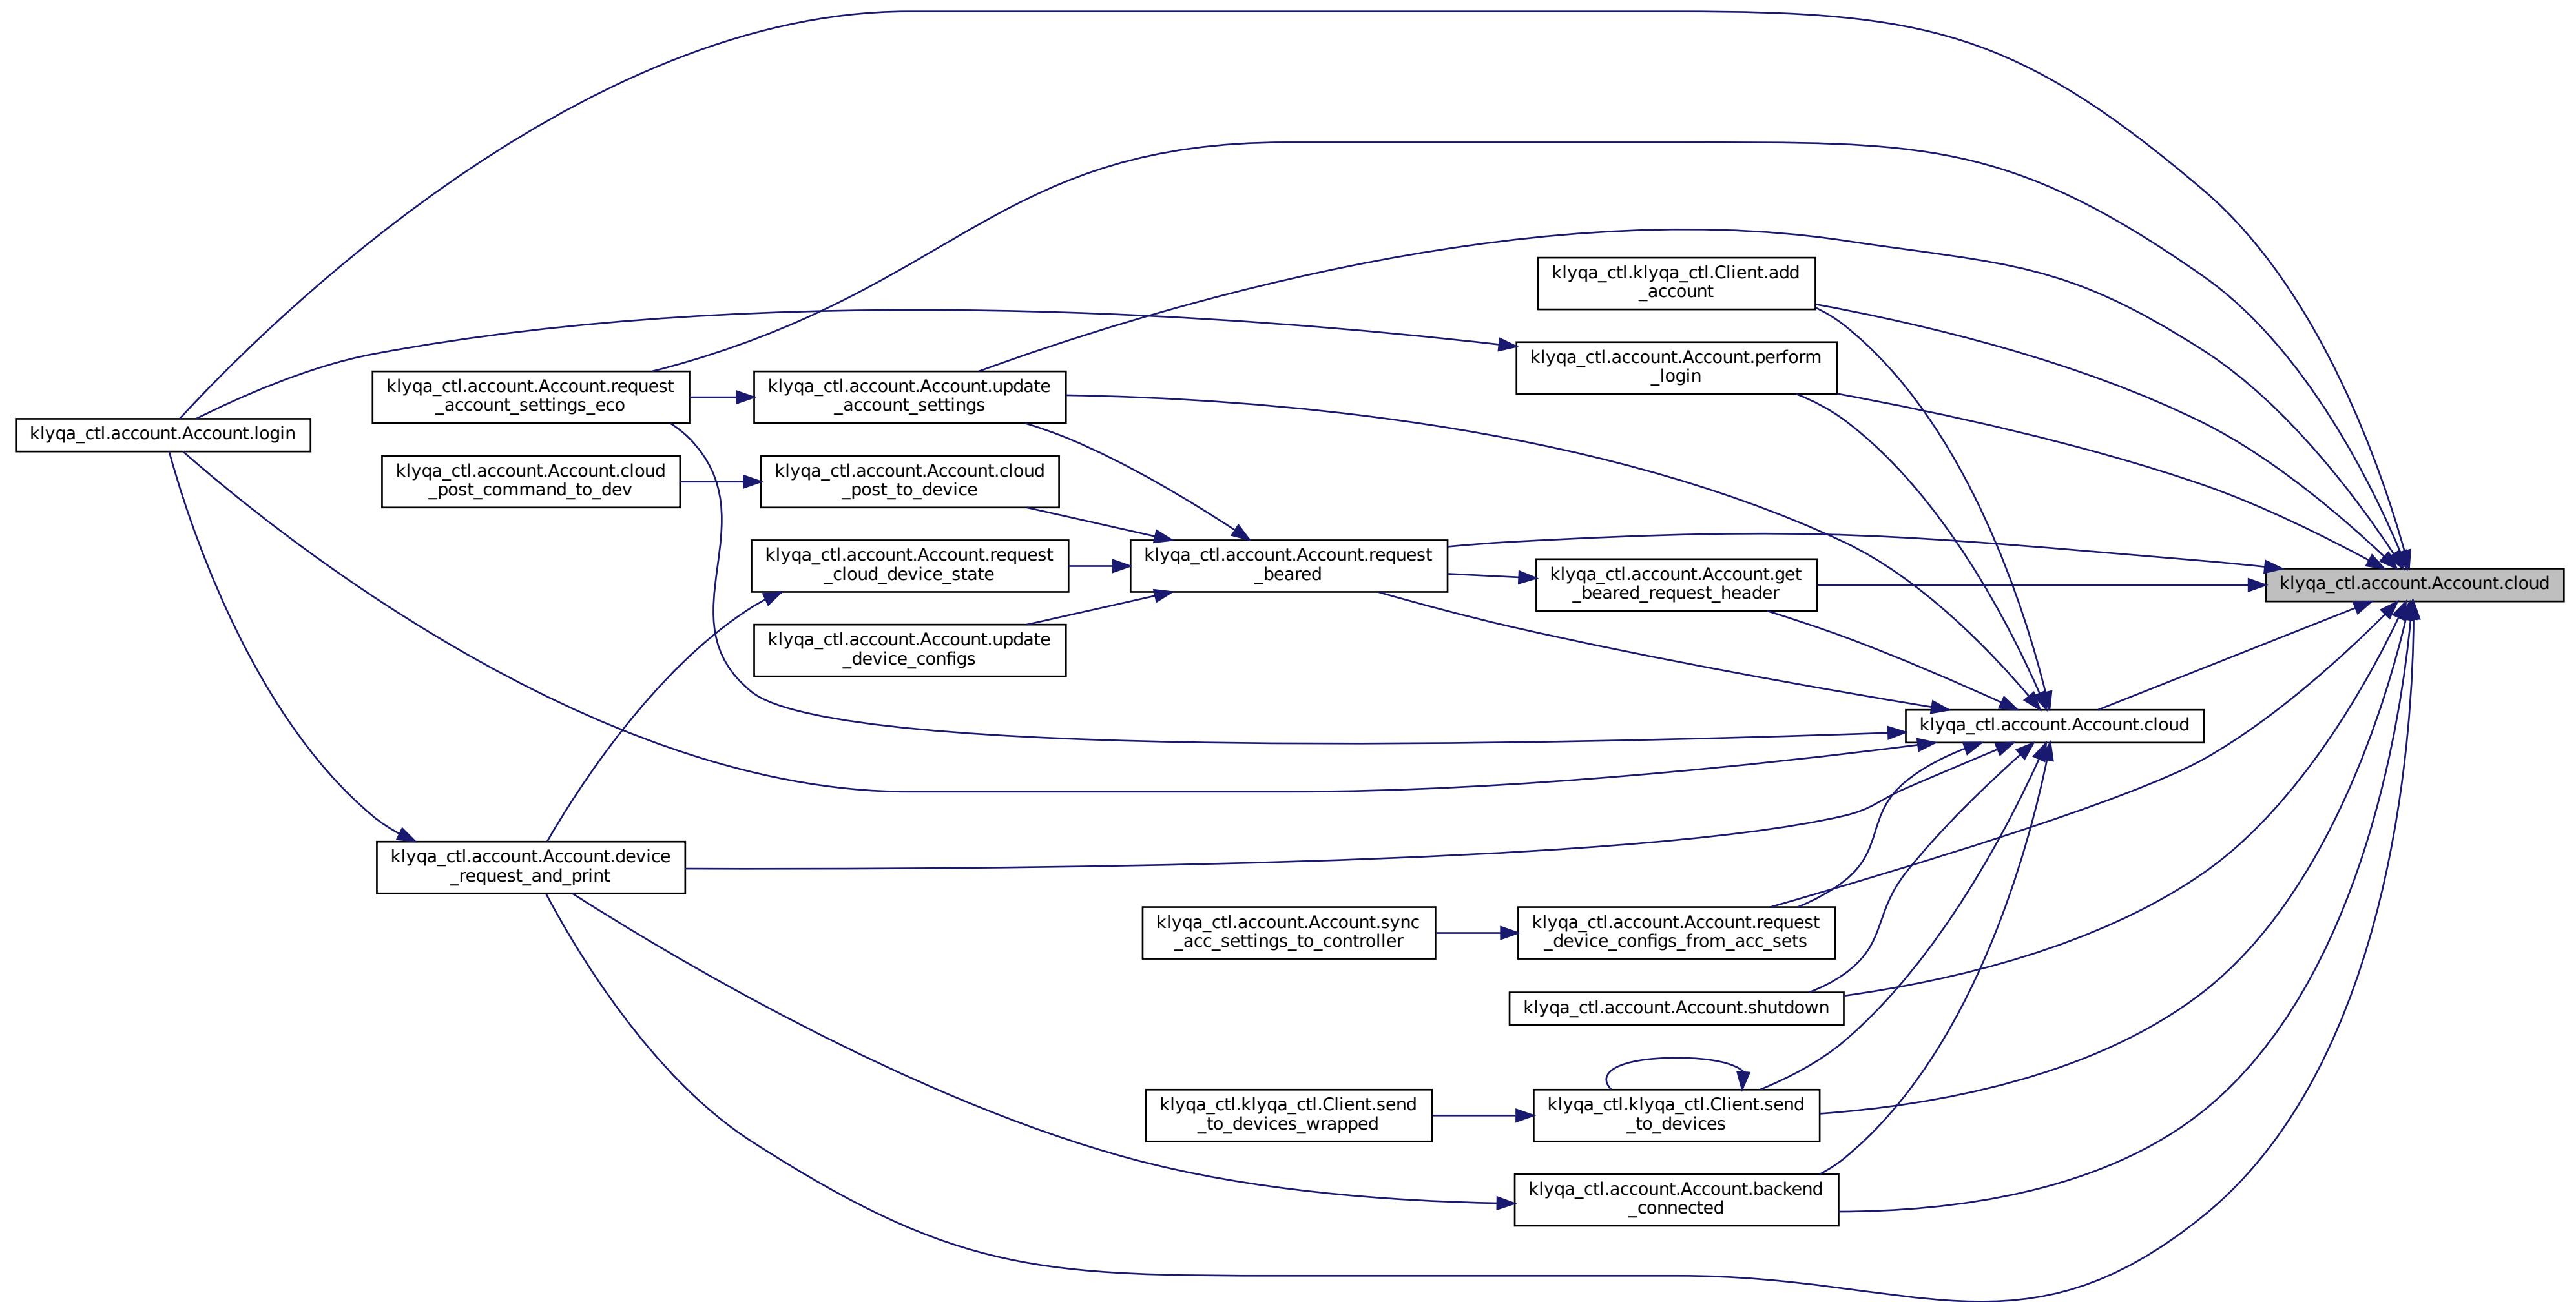 klyqa_ctl.klyqa_ctl.Client.add
_account
klyqa_ctl.account.Account.perform
_login
klyqa_ctl.account.Account.request
_account_settings_eco
klyqa_ctl.account.Account.update
_account_settings
klyqa_ctl.account.Account.login
klyqa_ctl.account.Account.cloud
_post_command_to_dev
klyqa_ctl.account.Account.cloud
_post_to_device
klyqa_ctl.account.Account.request
_cloud_device_state
klyqa_ctl.account.Account.request
_beared
klyqa_ctl.account.Account.get
_beared_request_header
klyqa_ctl.account.Account.cloud
klyqa_ctl.account.Account.update
_device_configs
klyqa_ctl.account.Account.cloud
klyqa_ctl.account.Account.device
_request_and_print
klyqa_ctl.account.Account.sync
_acc_settings_to_controller
klyqa_ctl.account.Account.request
_device_configs_from_acc_sets
klyqa_ctl.account.Account.shutdown
klyqa_ctl.klyqa_ctl.Client.send
_to_devices_wrapped
klyqa_ctl.klyqa_ctl.Client.send
_to_devices
klyqa_ctl.account.Account.backend
_connected